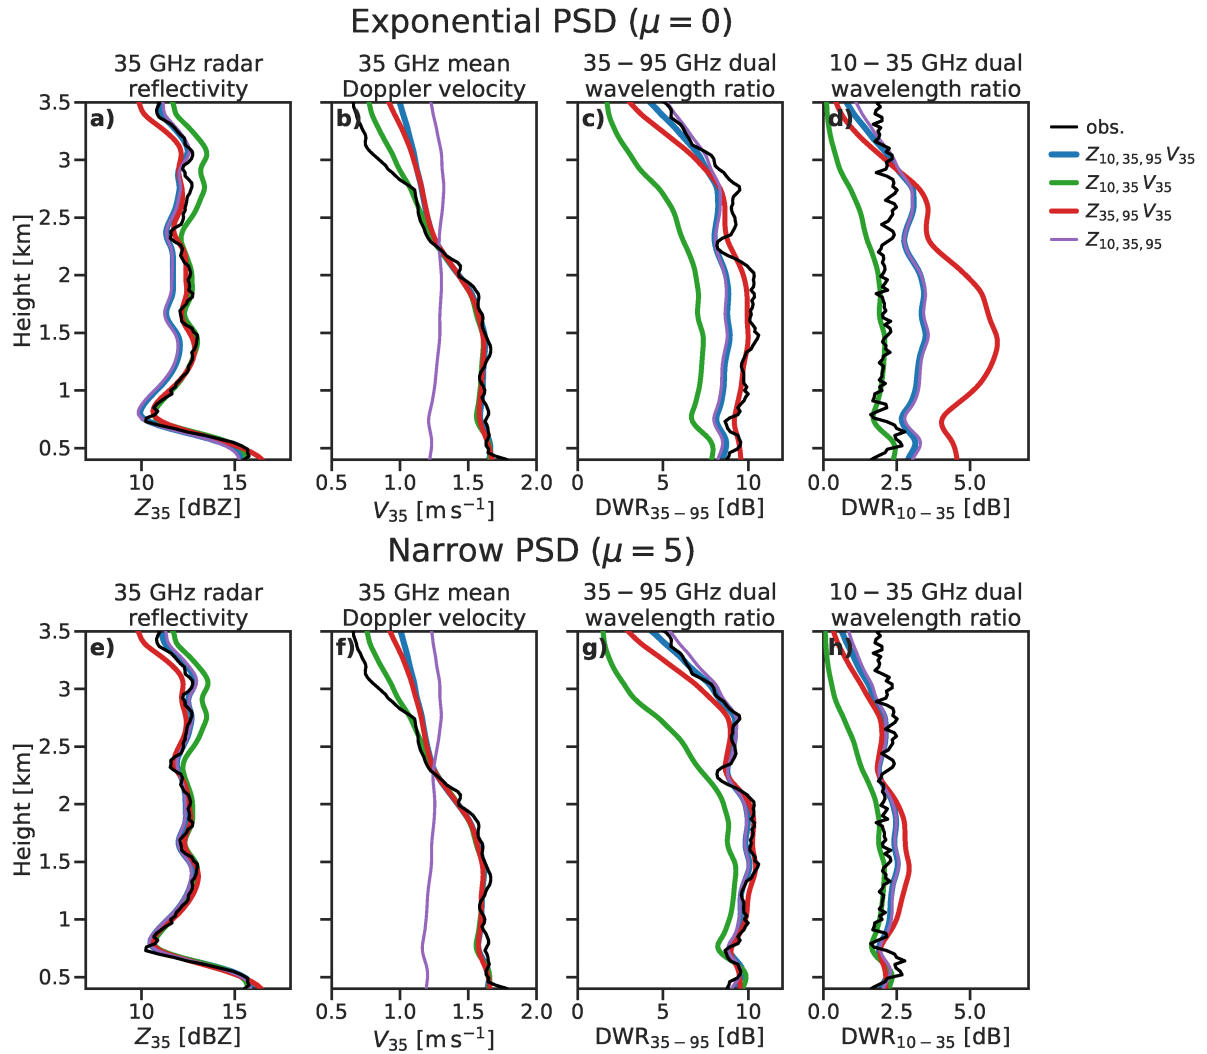 Exponential PSD (μ = 0)
35 GHz radar reflectivity
35 GHz mean Doppler velocity
35 − 95 GHz dual wavelength ratio
10 − 35 GHz dual wavelength ratio
a)
b)
c)
d)
obs.
Z10, 35, 95 V35
Z10, 35 V35
Z35, 95 V35
Z10, 35, 95
Height [km]
3.5
3
2.5
2
1.5
1
0.5
10 15
0.5 1.0 1.5 2.0
0 5 10
0.0 2.5 5.0
Z35 [dBZ]
V35 [m s−1]
DWR35 − 95 [dB]
DWR10 − 35 [dB]
Narrow PSD (μ = 5)
35 GHz radar reflectivity
35 GHz mean Doppler velocity
35 − 95 GHz dual wavelength ratio
10 − 35 GHz dual wavelength ratio
e)
f)
g)
h)
Height [km]
3.5
3
2.5
2
1.5
1
0.5
10 15
0.5 1.0 1.5 2.0
0 5 10
0.0 2.5 5.0
Z35 [dBZ]
V35 [m s−1]
DWR35 − 95 [dB]
DWR10 − 35 [dB]